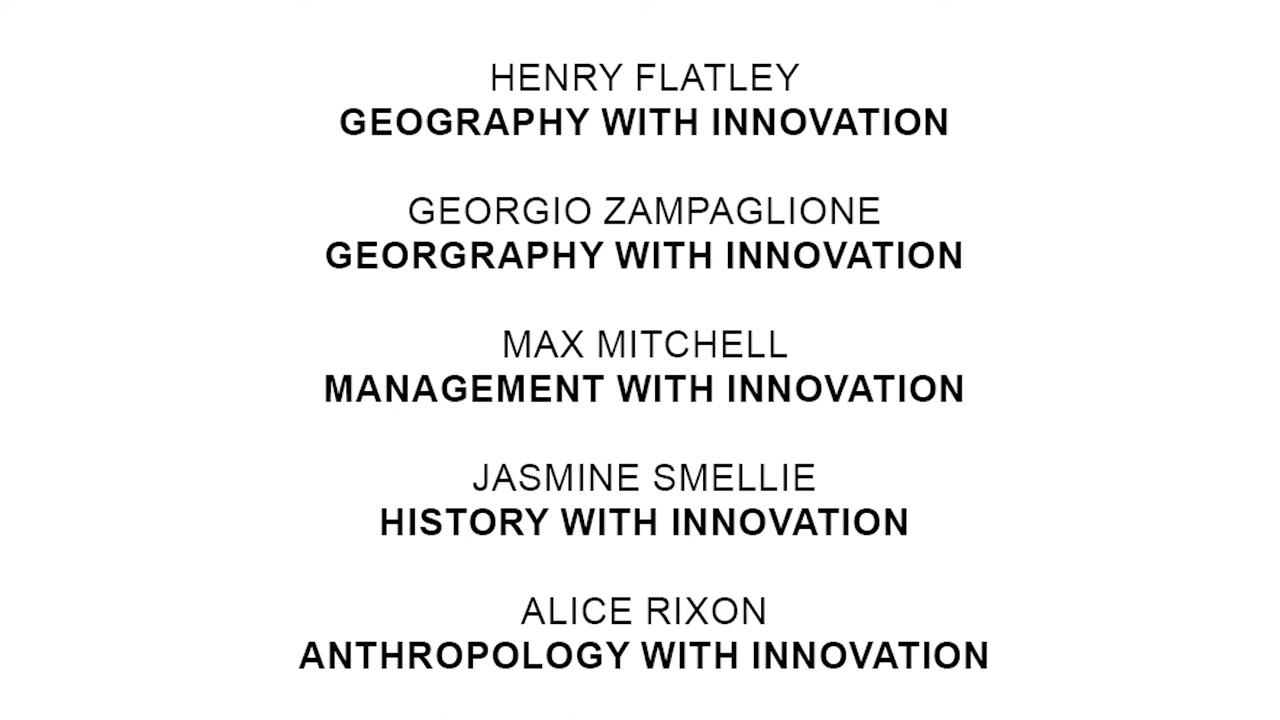 HENRY FLATLEY
GEOGRAPHY WITH INNOVATION
GEORGIO ZAMPAGLIONE
GEORGRAPHY WITH INNOVATION
MAX MITCHELL
MANAGEMENT WITH INNOVATION
JASMINE SMELLIE
HISTORY WITH INNOVATION
ALICE RIXON
ANTHROPOLOGY WITH INNOVATION